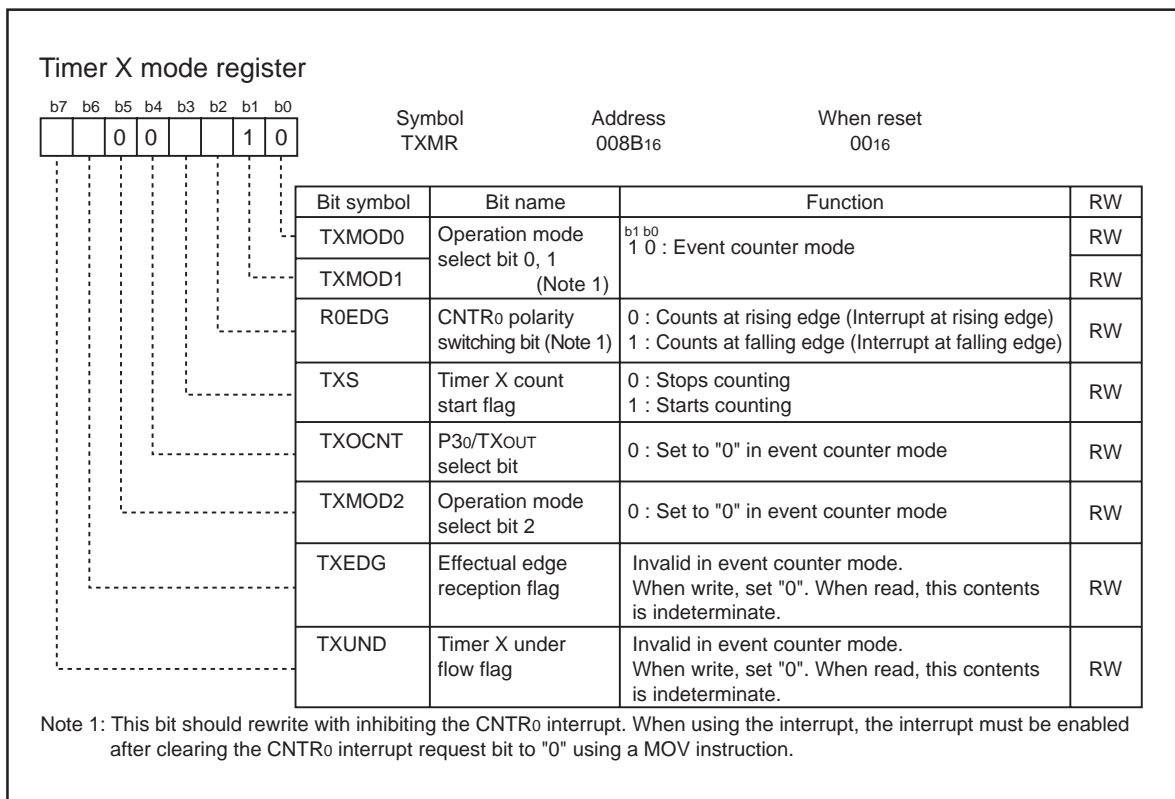 Timer X mode register
b7 b6 b5 b4 b3 b2 b1 b0
0 0 1 0
Symbol Address When reset
TXMR 008B16 0016
Bit symbol Bit name Function RW
TXMOD0 Operation mode select bit 0, 1 (Note 1) b1 b0 RW
1 0 : Event counter mode
TXMOD1 RW
R0EDG CNTR0 polarity 0 : Counts at rising edge (Interrupt at rising edge) RW
switching bit (Note 1) 1 : Counts at falling edge (Interrupt at falling edge)
TXS Timer X count 0 : Stops counting RW
start flag 1 : Starts counting
TXOCNT P30/TXOUT
select bit 0 : Set to "0" in event counter mode RW
TXMOD2 Operation mode
select bit 2 0 : Set to "0" in event counter mode RW
TXEDG Effectual edge Invalid in event counter mode.
reception flag When write, set "0". When read, this contents RW
is indeterminate.
TXUND Timer X under Invalid in event counter mode.
flow flag When write, set "0". When read, this contents RW
is indeterminate.
Note 1: This bit should rewrite with inhibiting the CNTR0 interrupt. When using the interrupt, the interrupt must be enabled
after clearing the CNTR0 interrupt request bit to "0" using a MOV instruction.